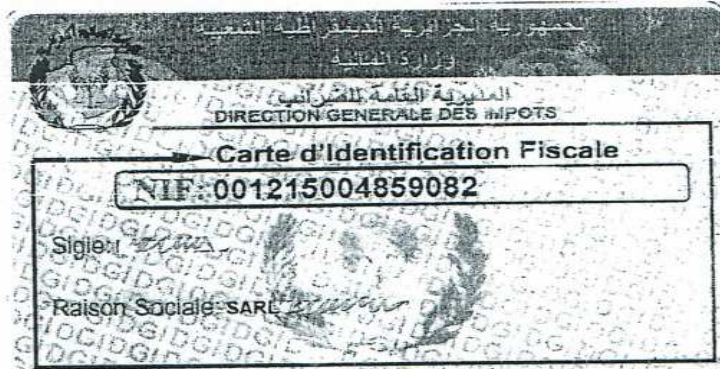 الجمهورية الجزائرية الديمقراطية الشعبية
وزارة المالية
المديرية العامة للضرائب
DIRECTION GENERALE DES IMPOTS
Carte d'Identification Fiscale
NIF: 001215004859082
Sigle:
Raison Sociale: SARL